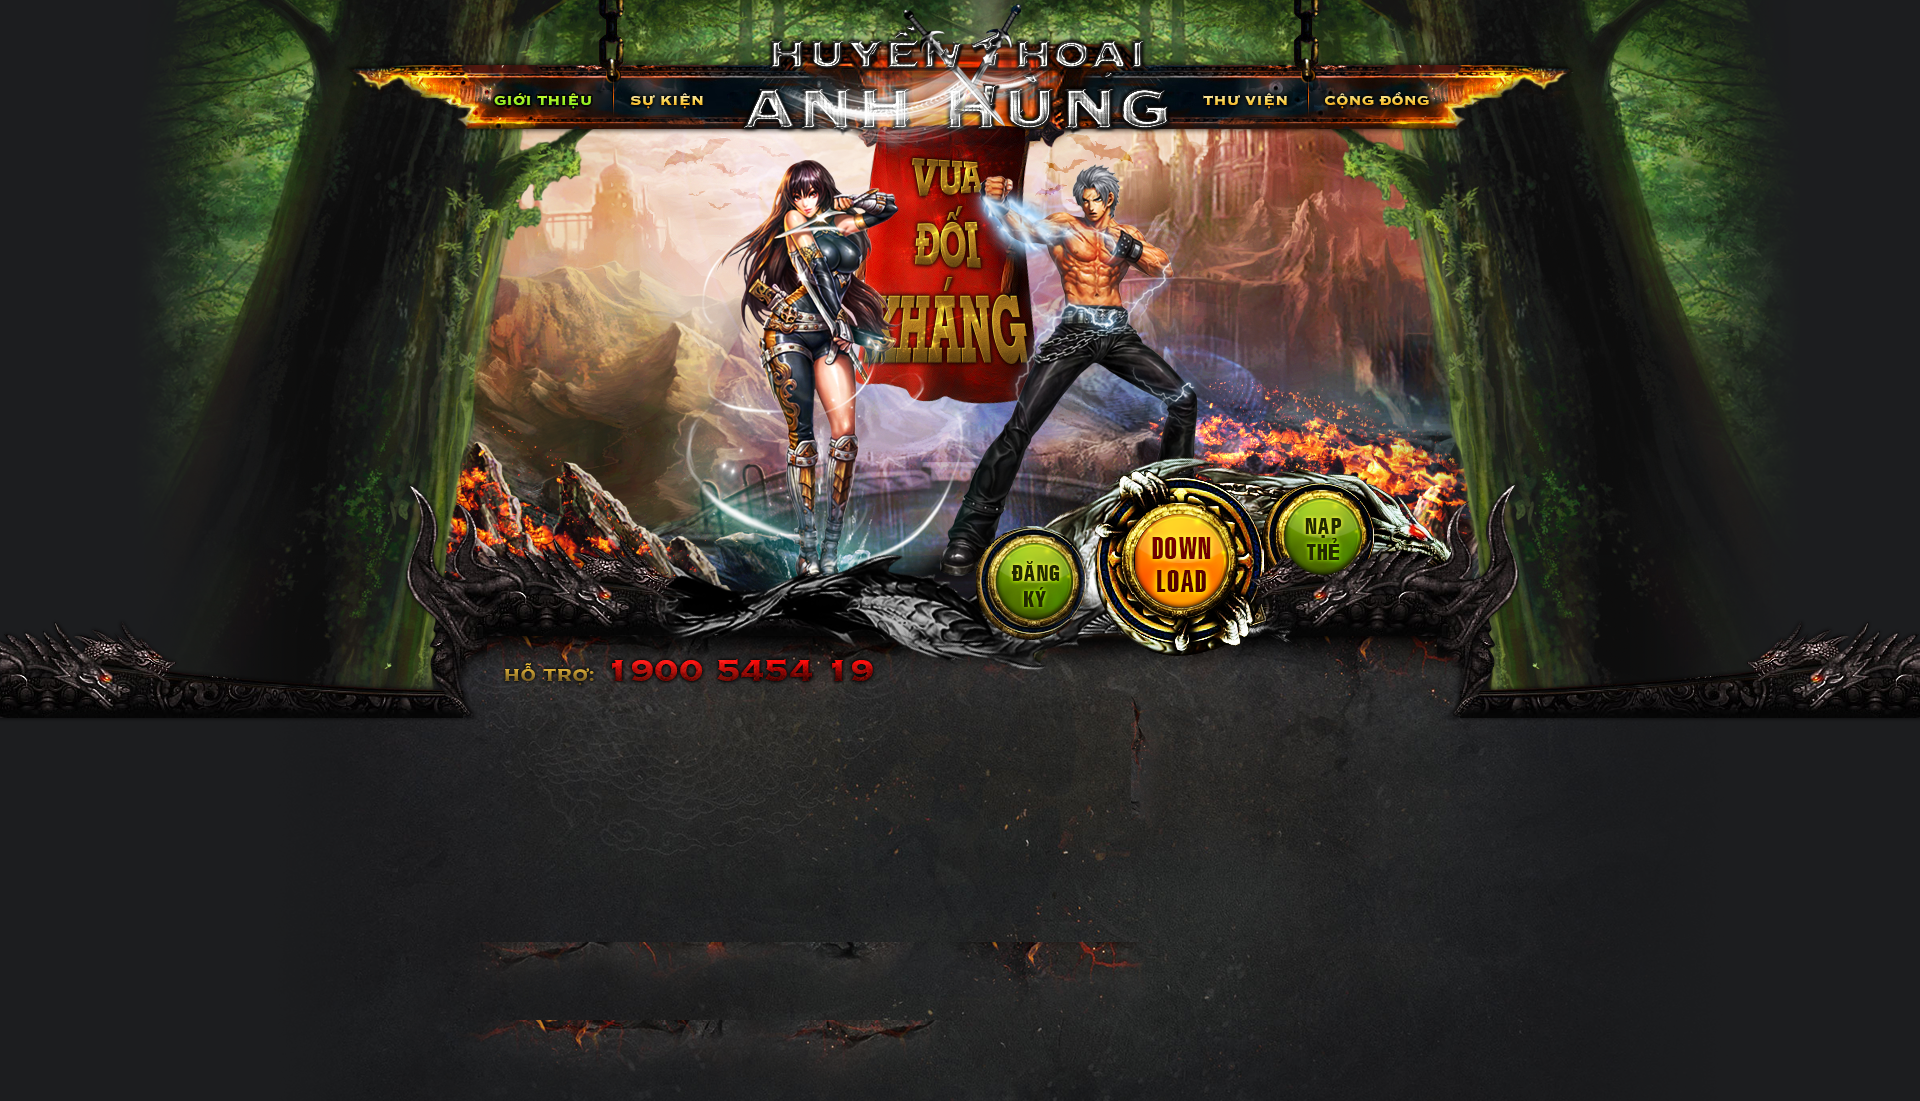 HUYỀN THOẠI
ANH HÙNG
GIỚI THIỆU
SỰ KIỆN
THƯ VIỆN
CỘNG ĐỒNG
VUA
ĐỐI
KHÁNG
ĐĂNG
KÝ
DOWN
LOAD
NẠP
THẺ
HỖ TRỢ: 1900 5454 19